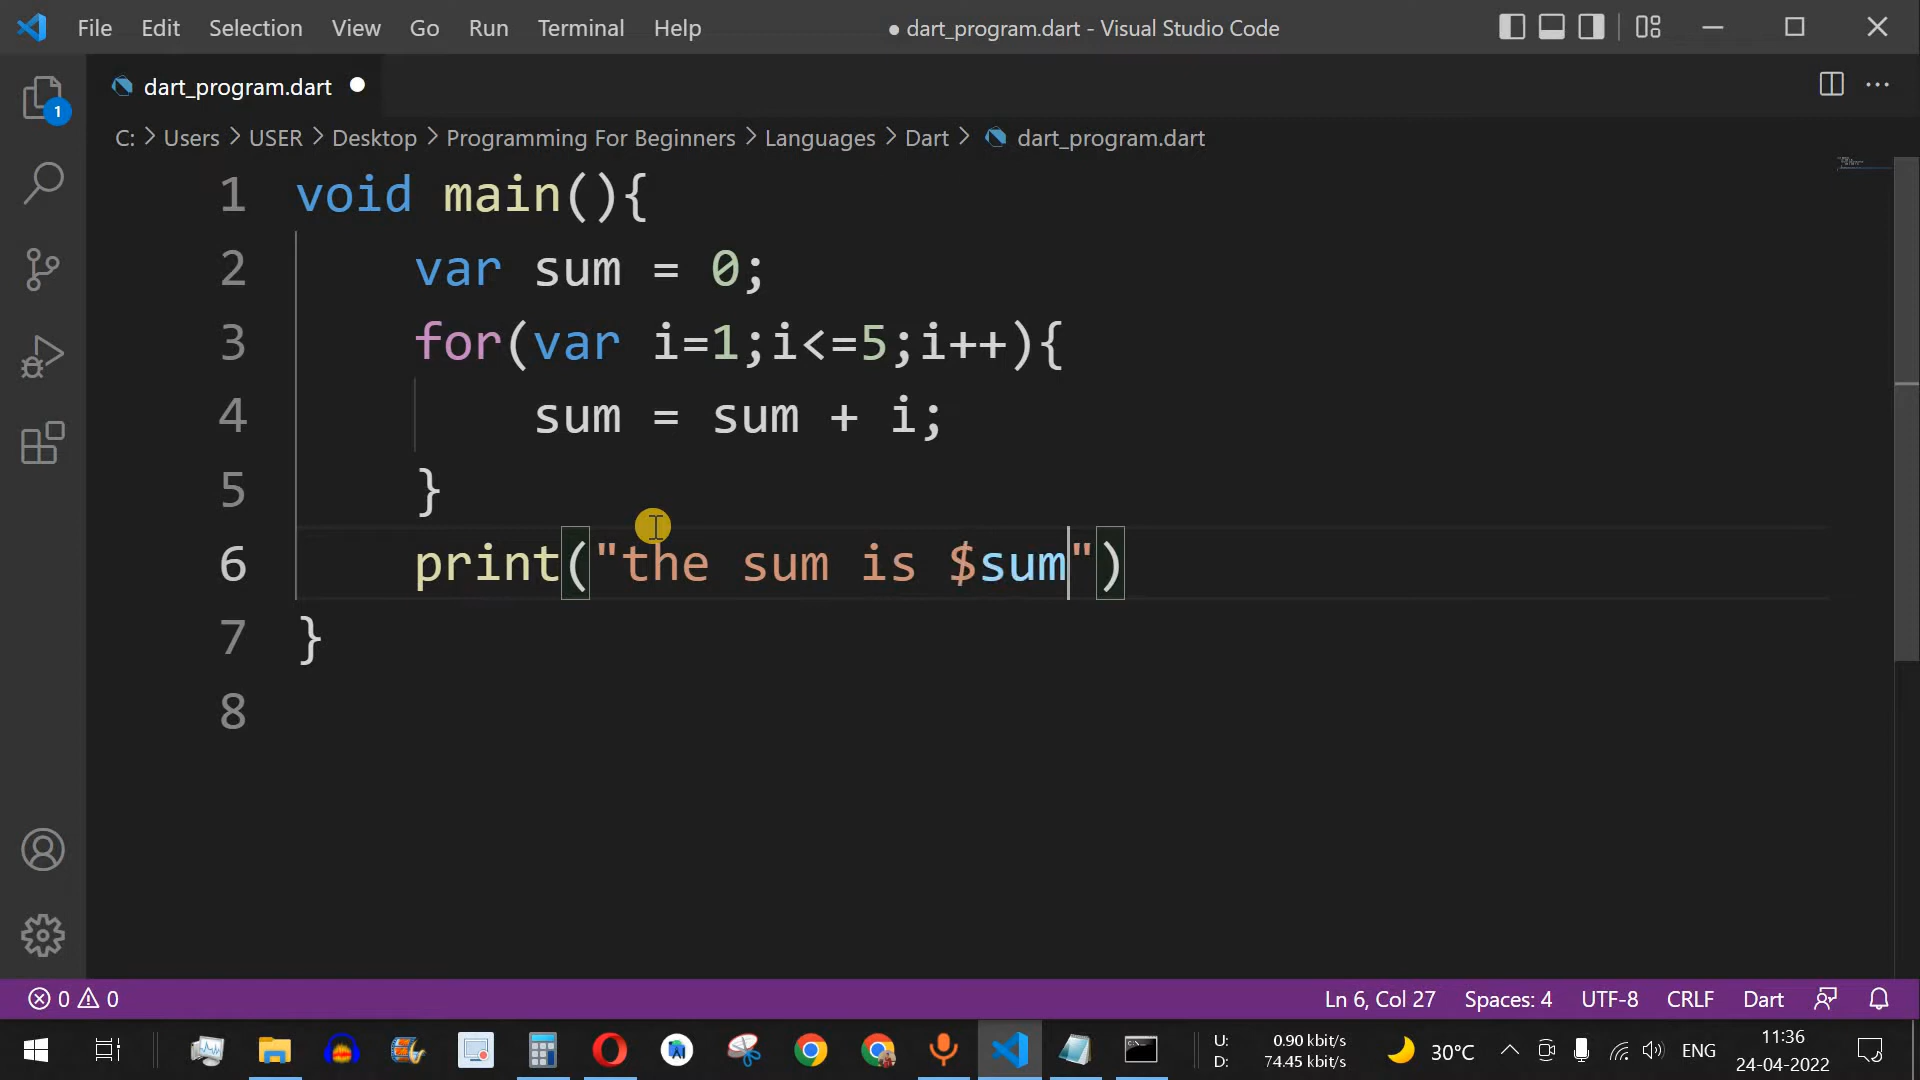 File Edit Selection View Go Run Terminal Help ● dart_program.dart - Visual Studio Code
1
dart_program.dart ●
C: > Users > USER > Desktop > Programming For Beginners > Languages > Dart > dart_program.dart
1 void main(){
2 var sum = 0;
3 for(var i=1;i<=5;i++){
4 sum = sum + i;
5 }
6 print("the sum is $sum")
7 }
8
0 0 Ln 6, Col 27 Spaces: 4 UTF-8 CRLF Dart
U: 0.90 kbit/s
D: 74.45 kbit/s
30°C ENG 11:36
24-04-2022